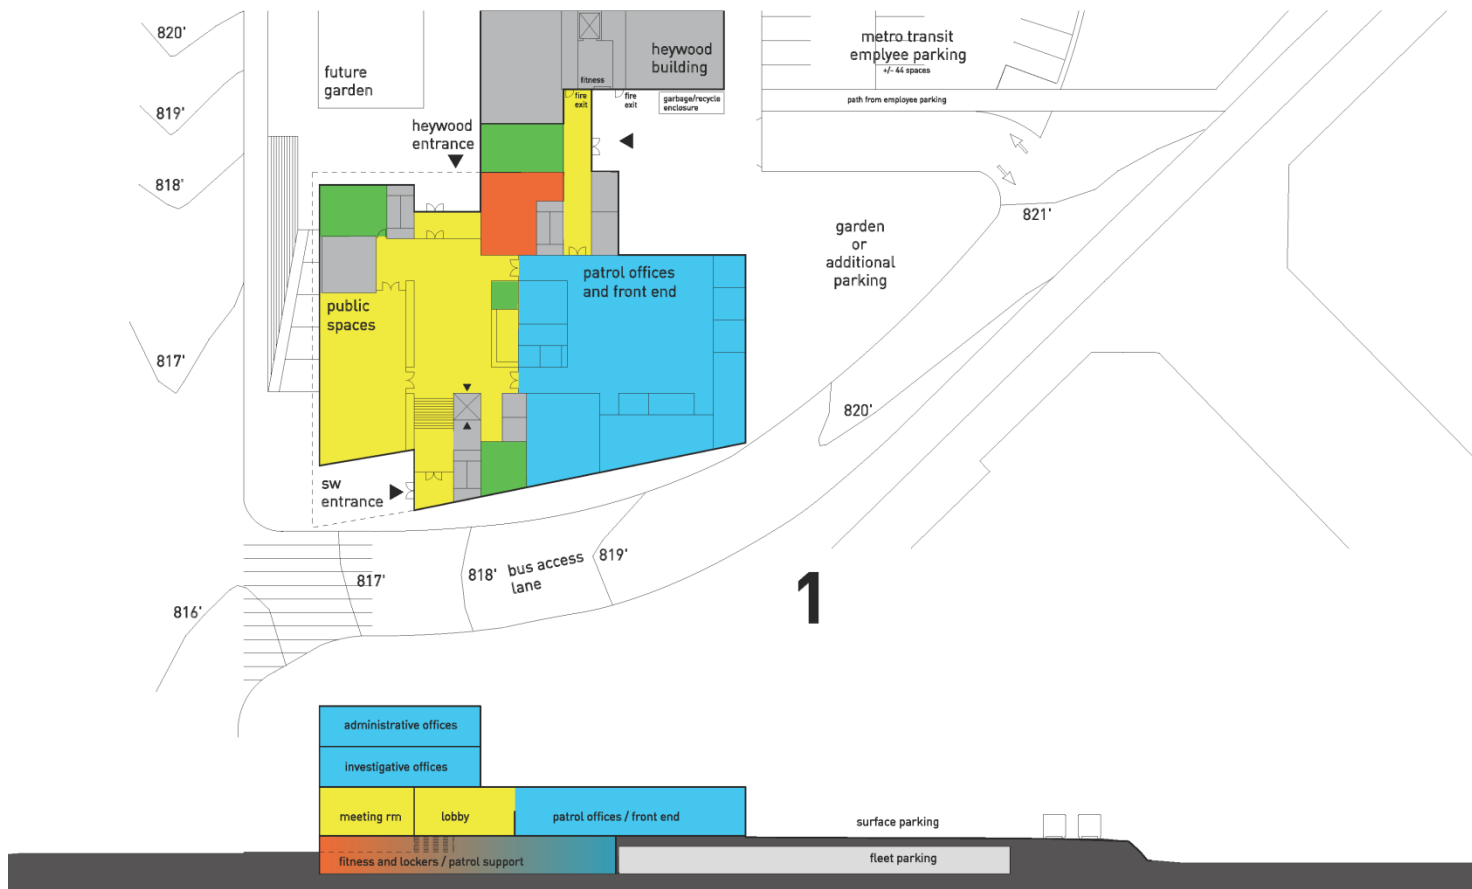 820'
819'
818'
817'
816'
future
garden
heywood
entrance
heywood
building
fitness
fire
exit
fire
exit
garbage/recycle
enclosure
metro transit
emplyee parking
+/- 44 spaces
path from employee parking
821'
garden
or
additional
parking
820'
public
spaces
patrol offices
and front end
sw
entrance
817'
818'
bus access
lane
819'
1
administrative offices
investigative offices
meeting rm
lobby
patrol offices / front end
surface parking
fitness and lockers / patrol support
fleet parking